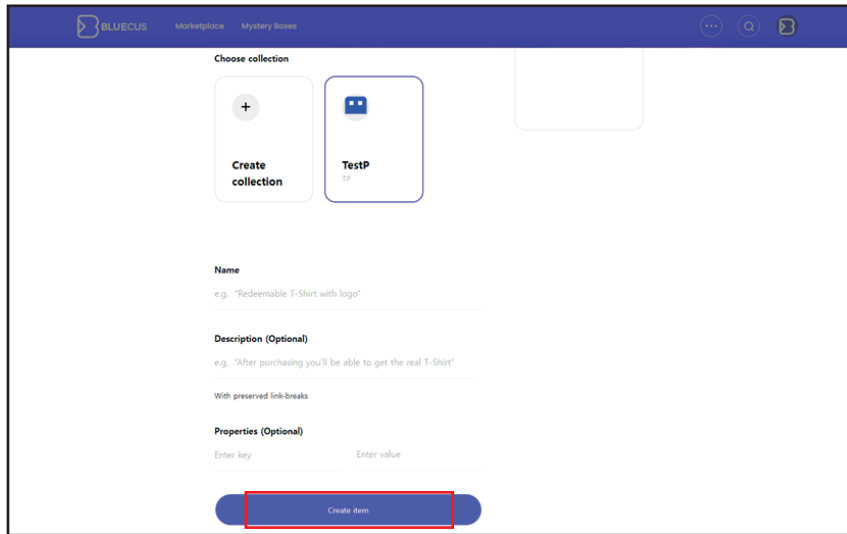 BLUECUS Marketplace Mystery Boxes
Choose collection
+
Create
collection
TestP
TP
Name
e.g. "Redeemable T-Shirt with logo"
Description (Optional)
e.g. "After purchasing you'll be able to get the real T-Shirt"
With preserved link-breaks
Properties (Optional)
Enter key Enter value
Create item